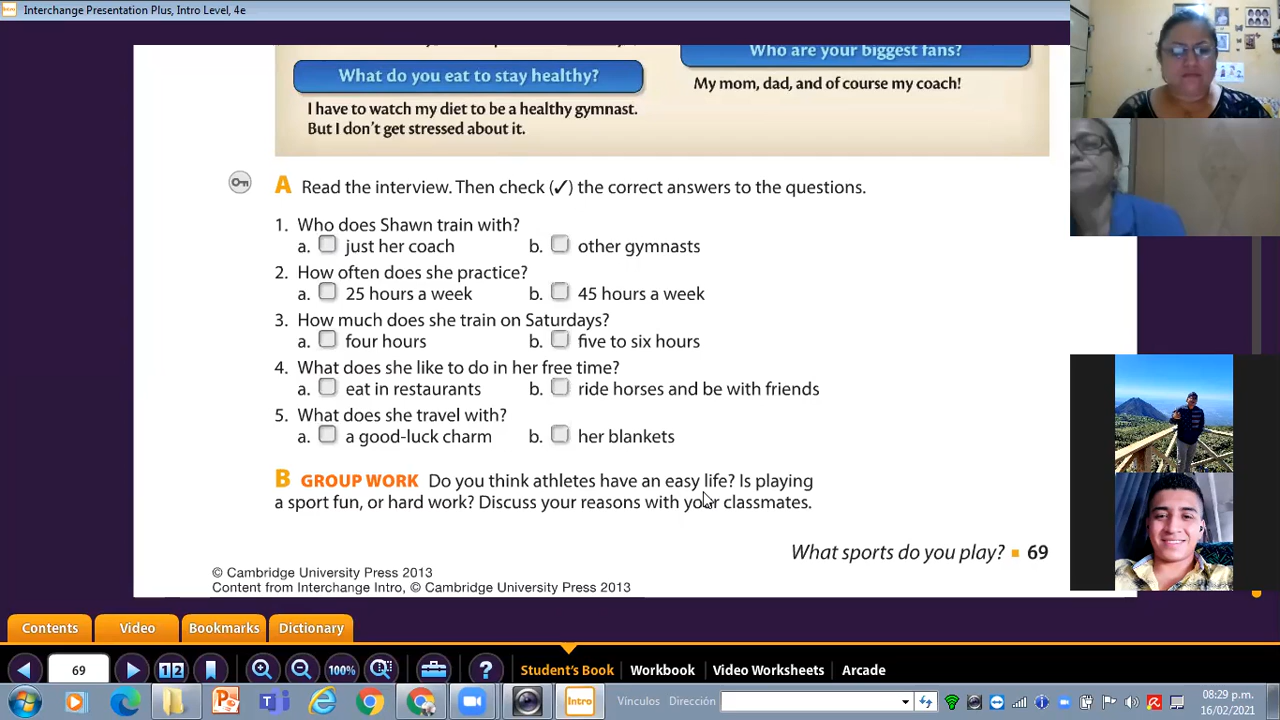 Interchange Presentation Plus, Intro Level, 4e
What do you eat to stay healthy?
I have to watch my diet to be a healthy gymnast.
But I don't get stressed about it.
Who are your biggest fans?
My mom, dad, and of course my coach!
A Read the interview. Then check (✓) the correct answers to the questions.
1. Who does Shawn train with?
a. just her coach b. other gymnasts
2. How often does she practice?
a. 25 hours a week b. 45 hours a week
3. How much does she train on Saturdays?
a. four hours b. five to six hours
4. What does she like to do in her free time?
a. eat in restaurants b. ride horses and be with friends
5. What does she travel with?
a. a good-luck charm b. her blankets
B GROUP WORK Do you think athletes have an easy life? Is playing
a sport fun, or hard work? Discuss your reasons with your classmates.
What sports do you play? ▪ 69
© Cambridge University Press 2013
Content from Interchange Intro, © Cambridge University Press 2013
Contents Video Bookmarks Dictionary
69 12 100% ? Student's Book Workbook Video Worksheets Arcade
Intro Vínculos Dirección 08:29 p.m.
16/02/2021